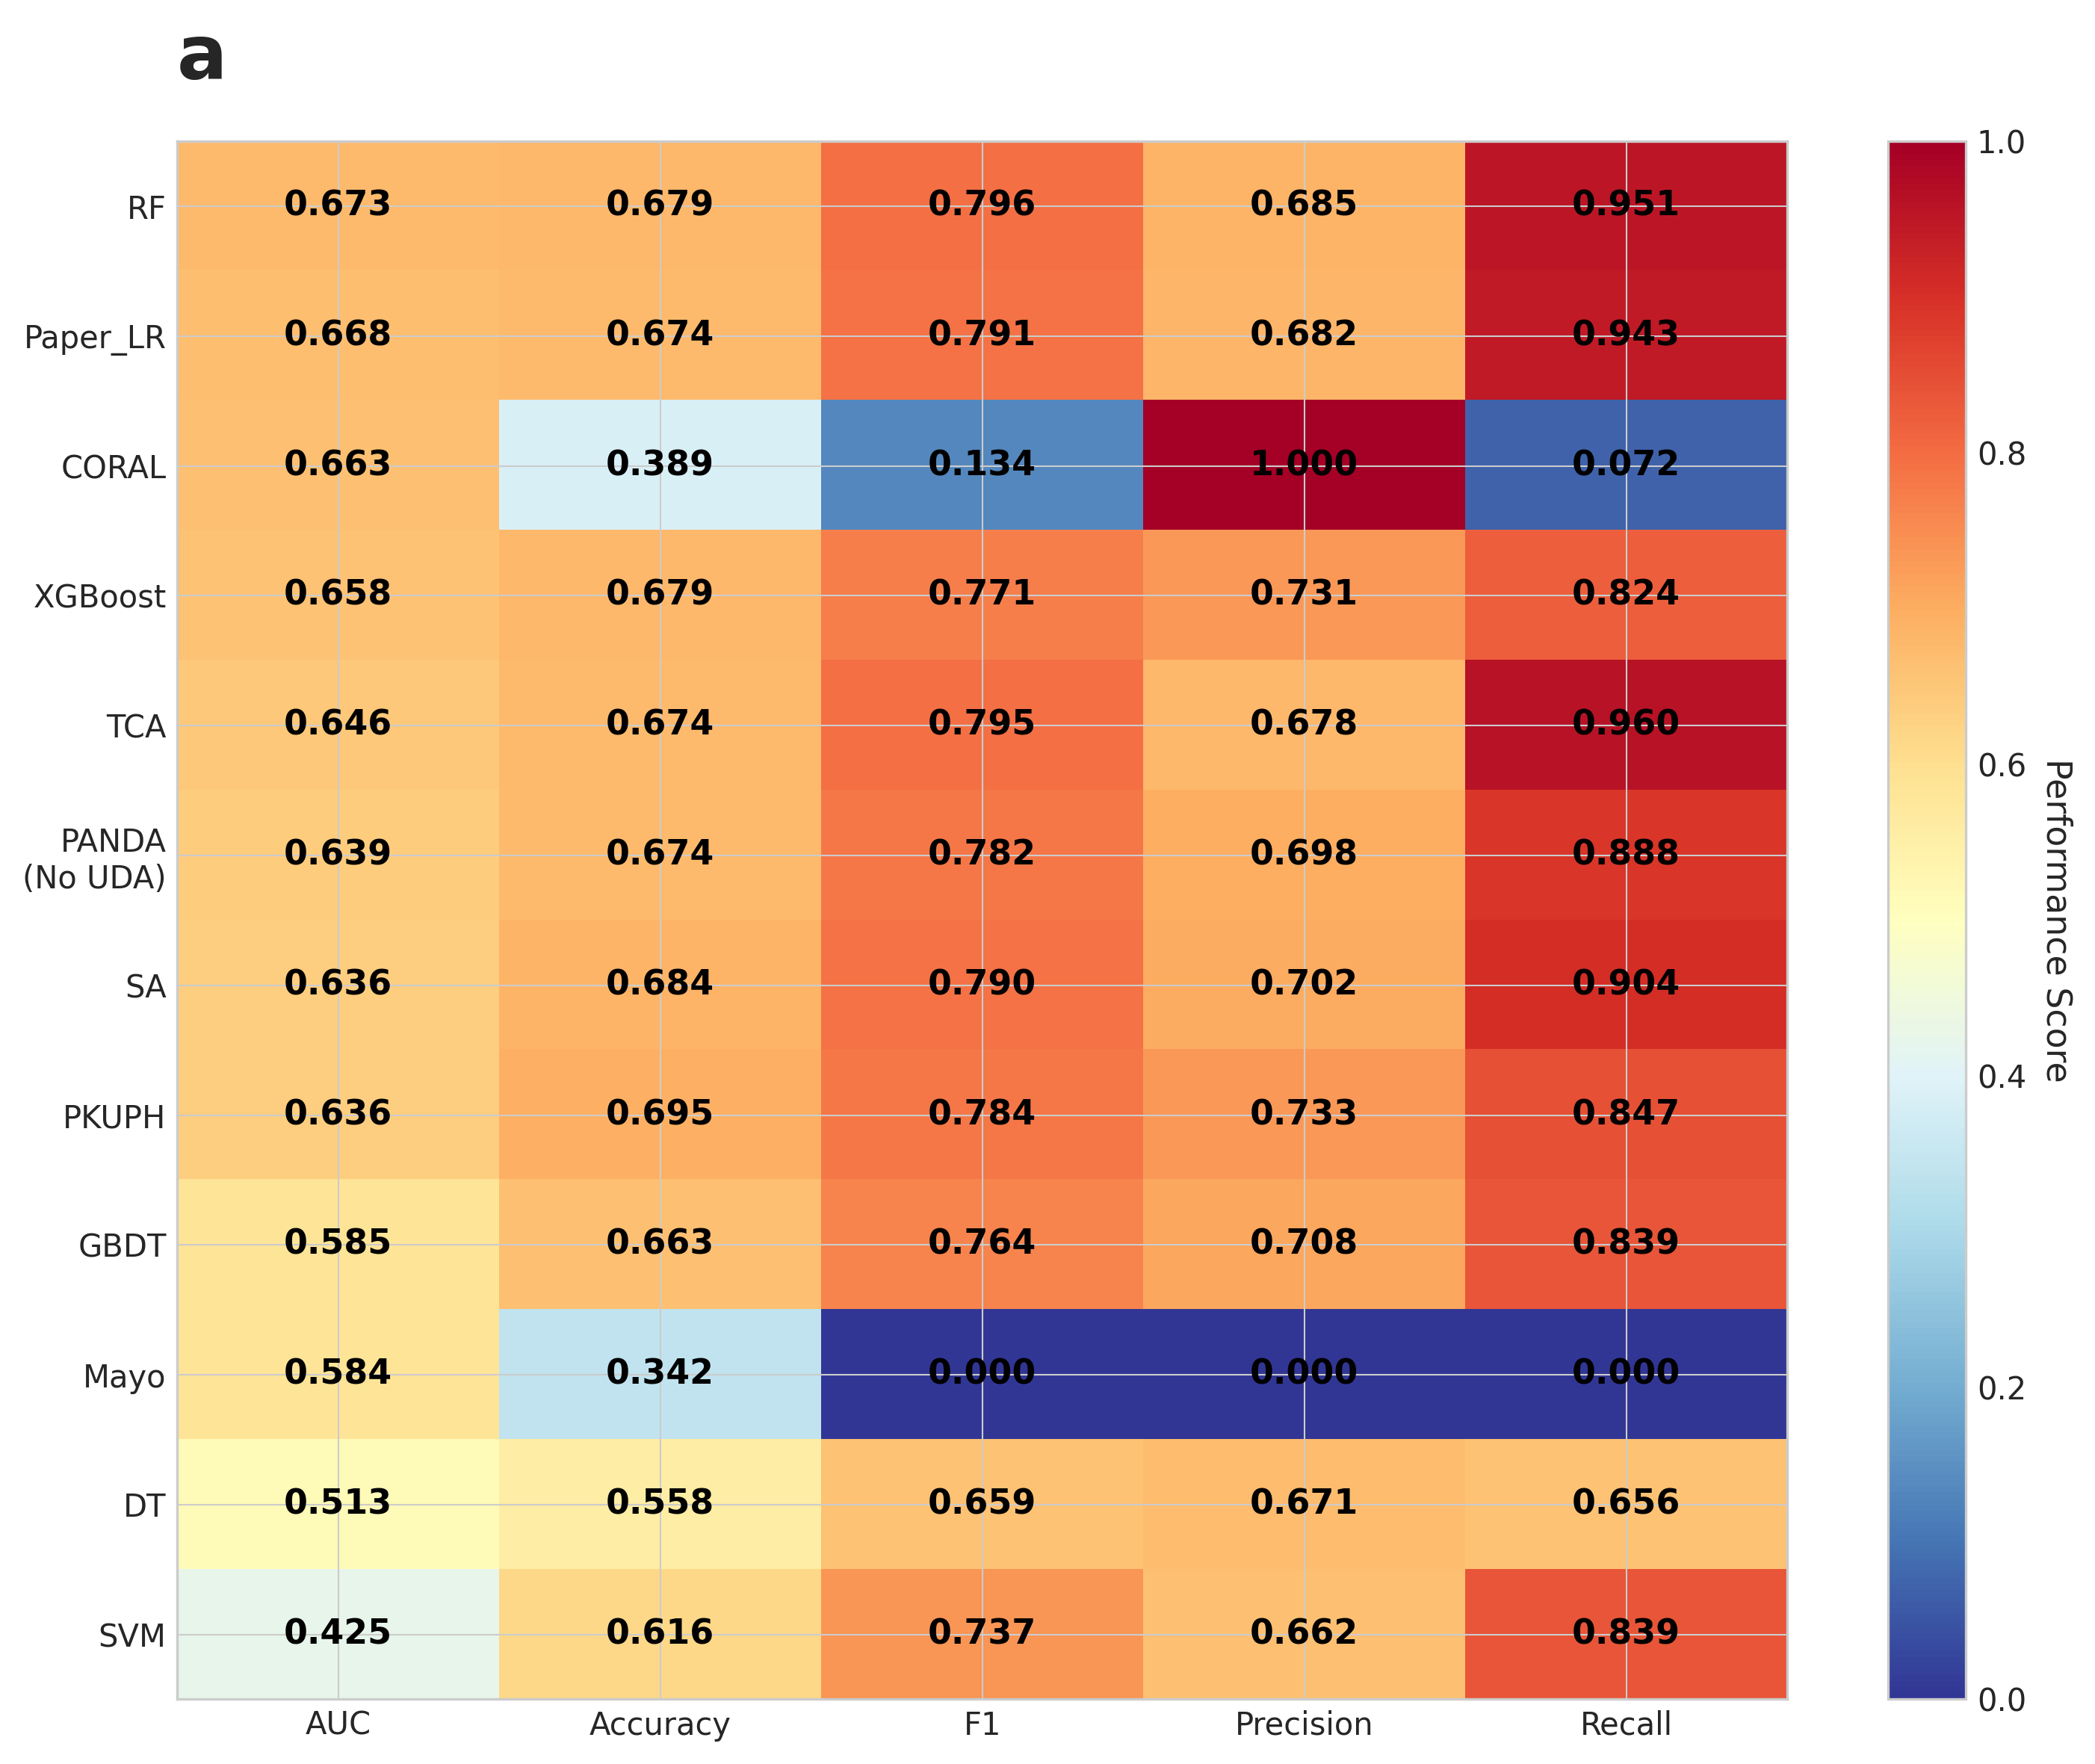 a
RF 0.673 0.679 0.796 0.685 0.951
Paper_LR 0.668 0.674 0.791 0.682 0.943
CORAL 0.663 0.389 0.134 1.000 0.072
XGBoost 0.658 0.679 0.771 0.731 0.824
TCA 0.646 0.674 0.795 0.678 0.960
PANDA
(No UDA) 0.639 0.674 0.782 0.698 0.888
SA 0.636 0.684 0.790 0.702 0.904
PKUPH 0.636 0.695 0.784 0.733 0.847
GBDT 0.585 0.663 0.764 0.708 0.839
Mayo 0.584 0.342 0.000 0.000 0.000
DT 0.513 0.558 0.659 0.671 0.656
SVM 0.425 0.616 0.737 0.662 0.839
AUC Accuracy F1 Precision Recall
1.0
0.8
0.6
0.4
0.2
0.0
Performance Score